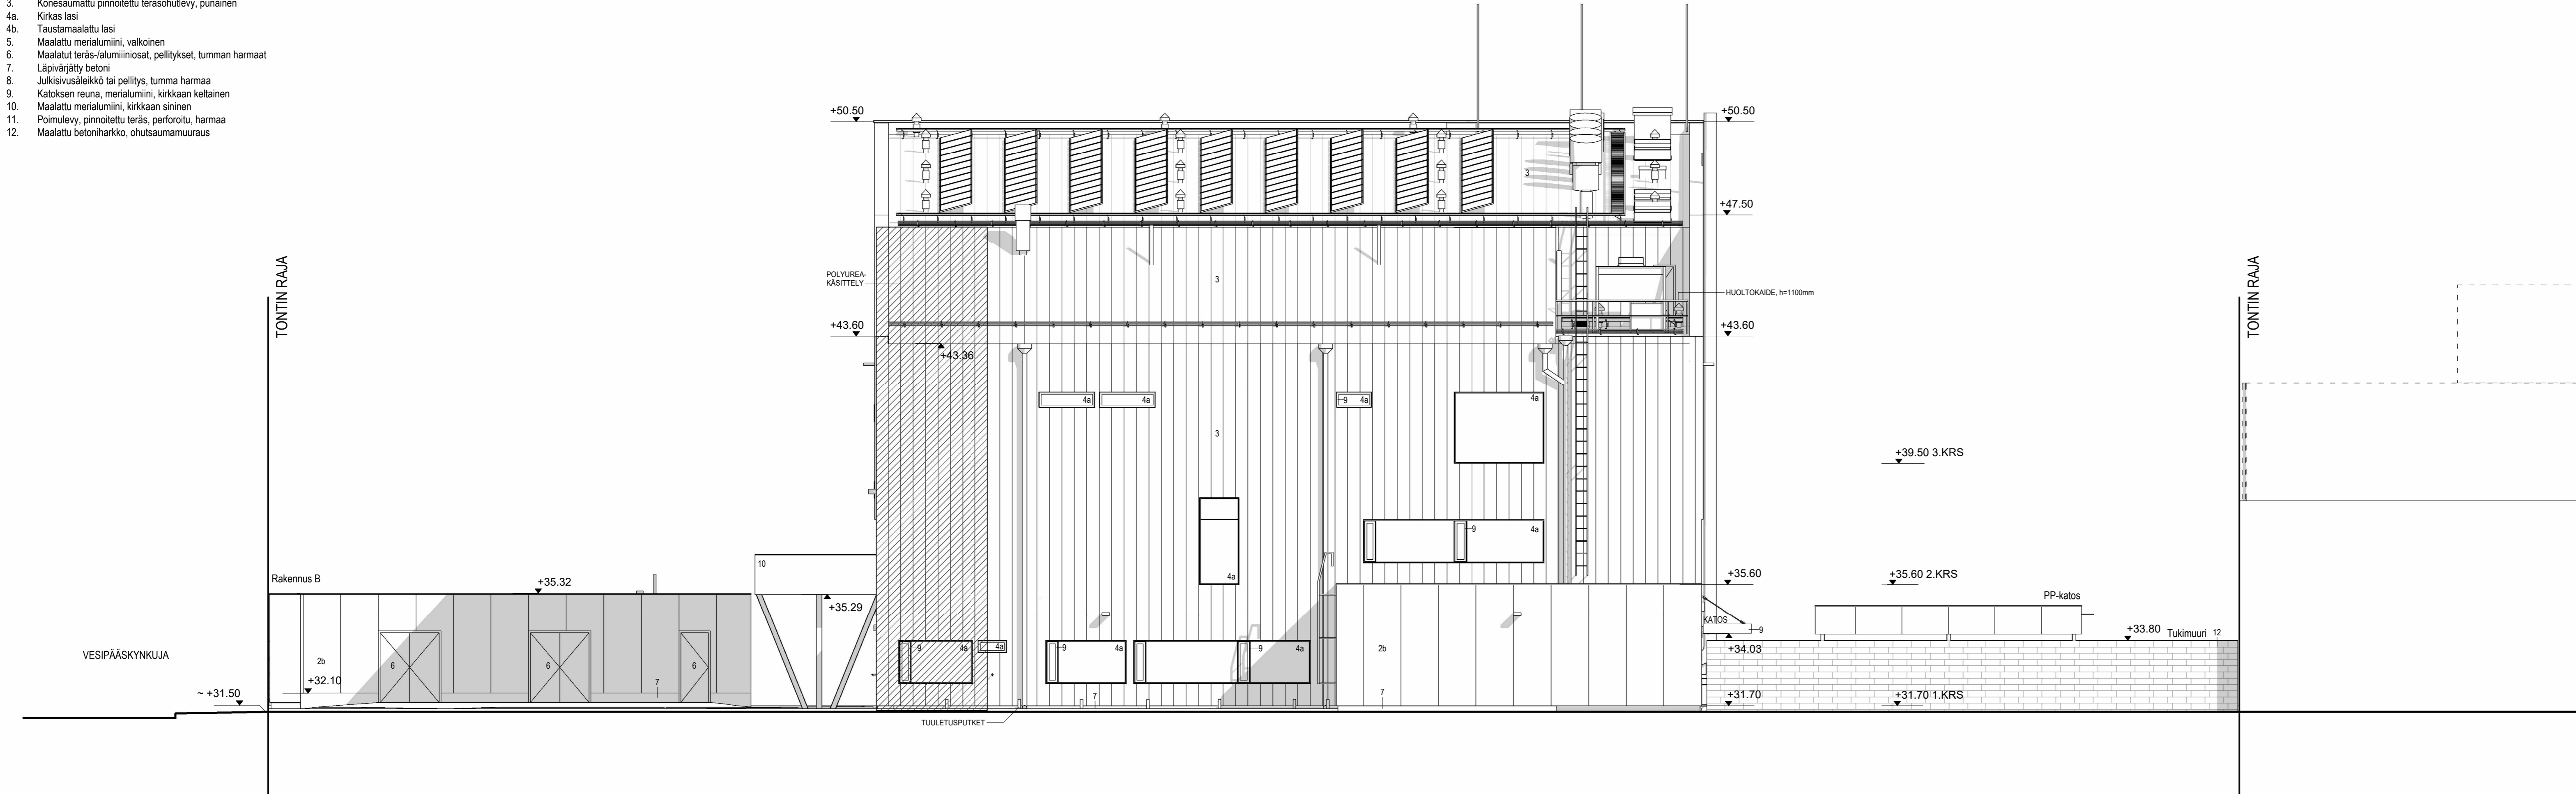 3. Konesaumattu pinnoitettu teräsohutlevy, punainen
4a. Kirkas lasi
4b. Taustamaalattu lasi
5. Maalattu merialumiini, valkoinen
6. Maalatut teräs-/alumiiniosat, pellitykset, tumman harmaat
7. Läpivärjätty betoni
8. Julkisivusäleikkö tai pellitys, tumma harmaa
9. Katoksen reuna, merialumiini, kirkkaan keltainen
10. Maalattu merialumiini, kirkkaan sininen
11. Poimulevy, pinnoitettu teräs, perforoitu, harmaa
12. Maalattu betoniharkko, ohutsaumamuuraus
+50.50
+50.50
3
+47.50
TONTIN RAJA
TONTIN RAJA
POLYUREA-
KÄSITTELY
3
HUOLTOKAIDE, h=1100mm
+43.60
+43.60
+43.36
4a
4a
9
4a
4a
3
+39.50 3.KRS
9
4a
4a
10
Rakennus B
+35.32
+35.29
+35.60
+35.60 2.KRS
PP-katos
KATOS
9
+33.80
Tukimuuri
12
+34.03
VESIPÄÄSKYNKUJA
2b
6
6
6
9
4a
4a
9
4a
9
4a
2b
~ +31.50
+32.10
7
7
7
+31.70
+31.70 1.KRS
TUULETUSPUTKET